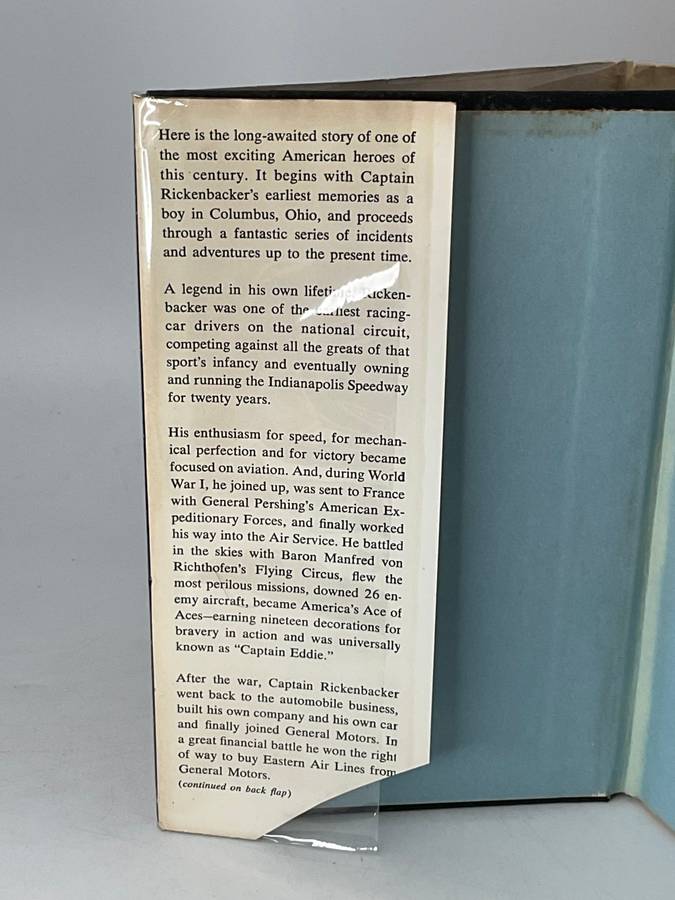 Here is the long-awaited story of one of
the most exciting American heroes of
this century. It begins with Captain
Rickenbacker's earliest memories as a
boy in Columbus, Ohio, and proceeds
through a fantastic series of incidents
and adventures up to the present time.
A legend in his own lifetime, Ricken-
backer was one of the earliest racing-
car drivers on the national circuit,
competing against all the greats of that
sport's infancy and eventually owning
and running the Indianapolis Speedway
for twenty years.
His enthusiasm for speed, for mechan-
ical perfection and for victory became
focused on aviation. And, during World
War I, he joined up, was sent to France
with General Pershing's American Ex-
peditionary Forces, and finally worked
his way into the Air Service. He battled
in the skies with Baron Manfred von
Richthofen's Flying Circus, flew the
most perilous missions, downed 26 en-
emy aircraft, became America's Ace of
Aces—earning nineteen decorations for
bravery in action and was universally
known as "Captain Eddie."
After the war, Captain Rickenbacker
went back to the automobile business,
built his own company and his own car
and finally joined General Motors. In
a great financial battle he won the right
of way to buy Eastern Air Lines from
General Motors.
(continued on back flap)